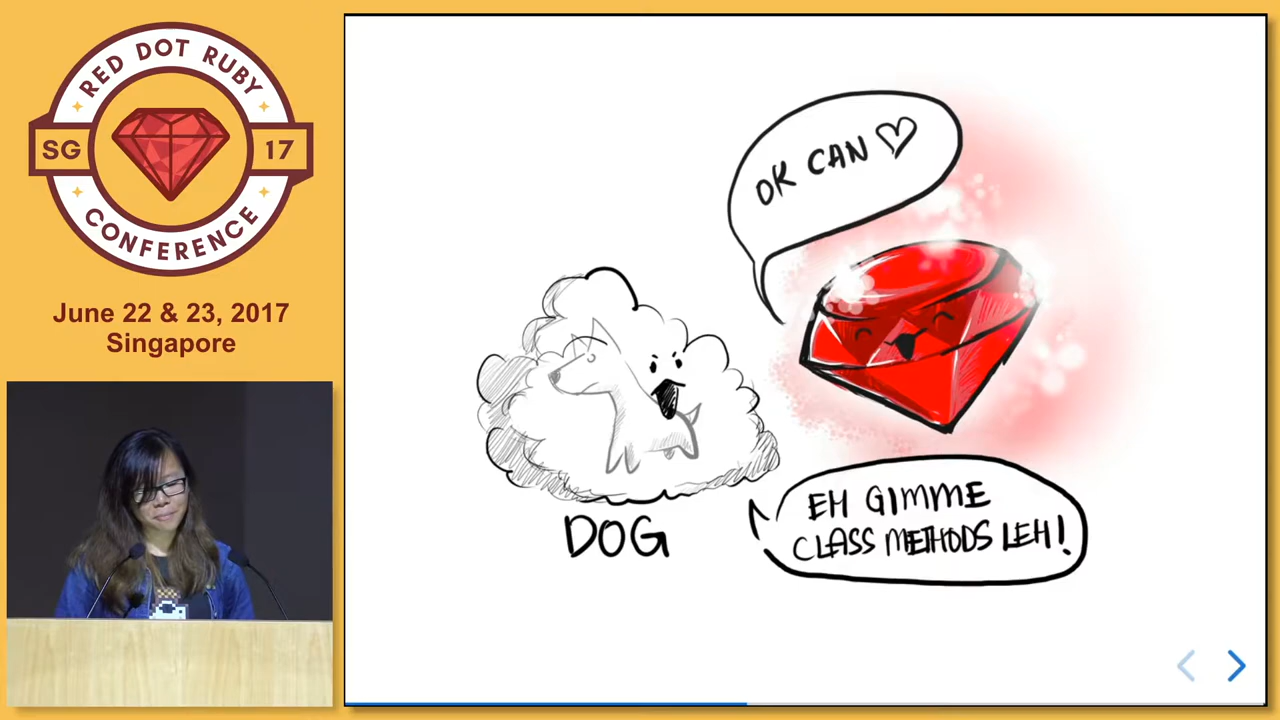 RED DOT RUBY
SG
17
CONFERENCE
June 22 & 23, 2017
Singapore
OK CAN
DOG
EH GIMME
CLASS METHODS LEH!